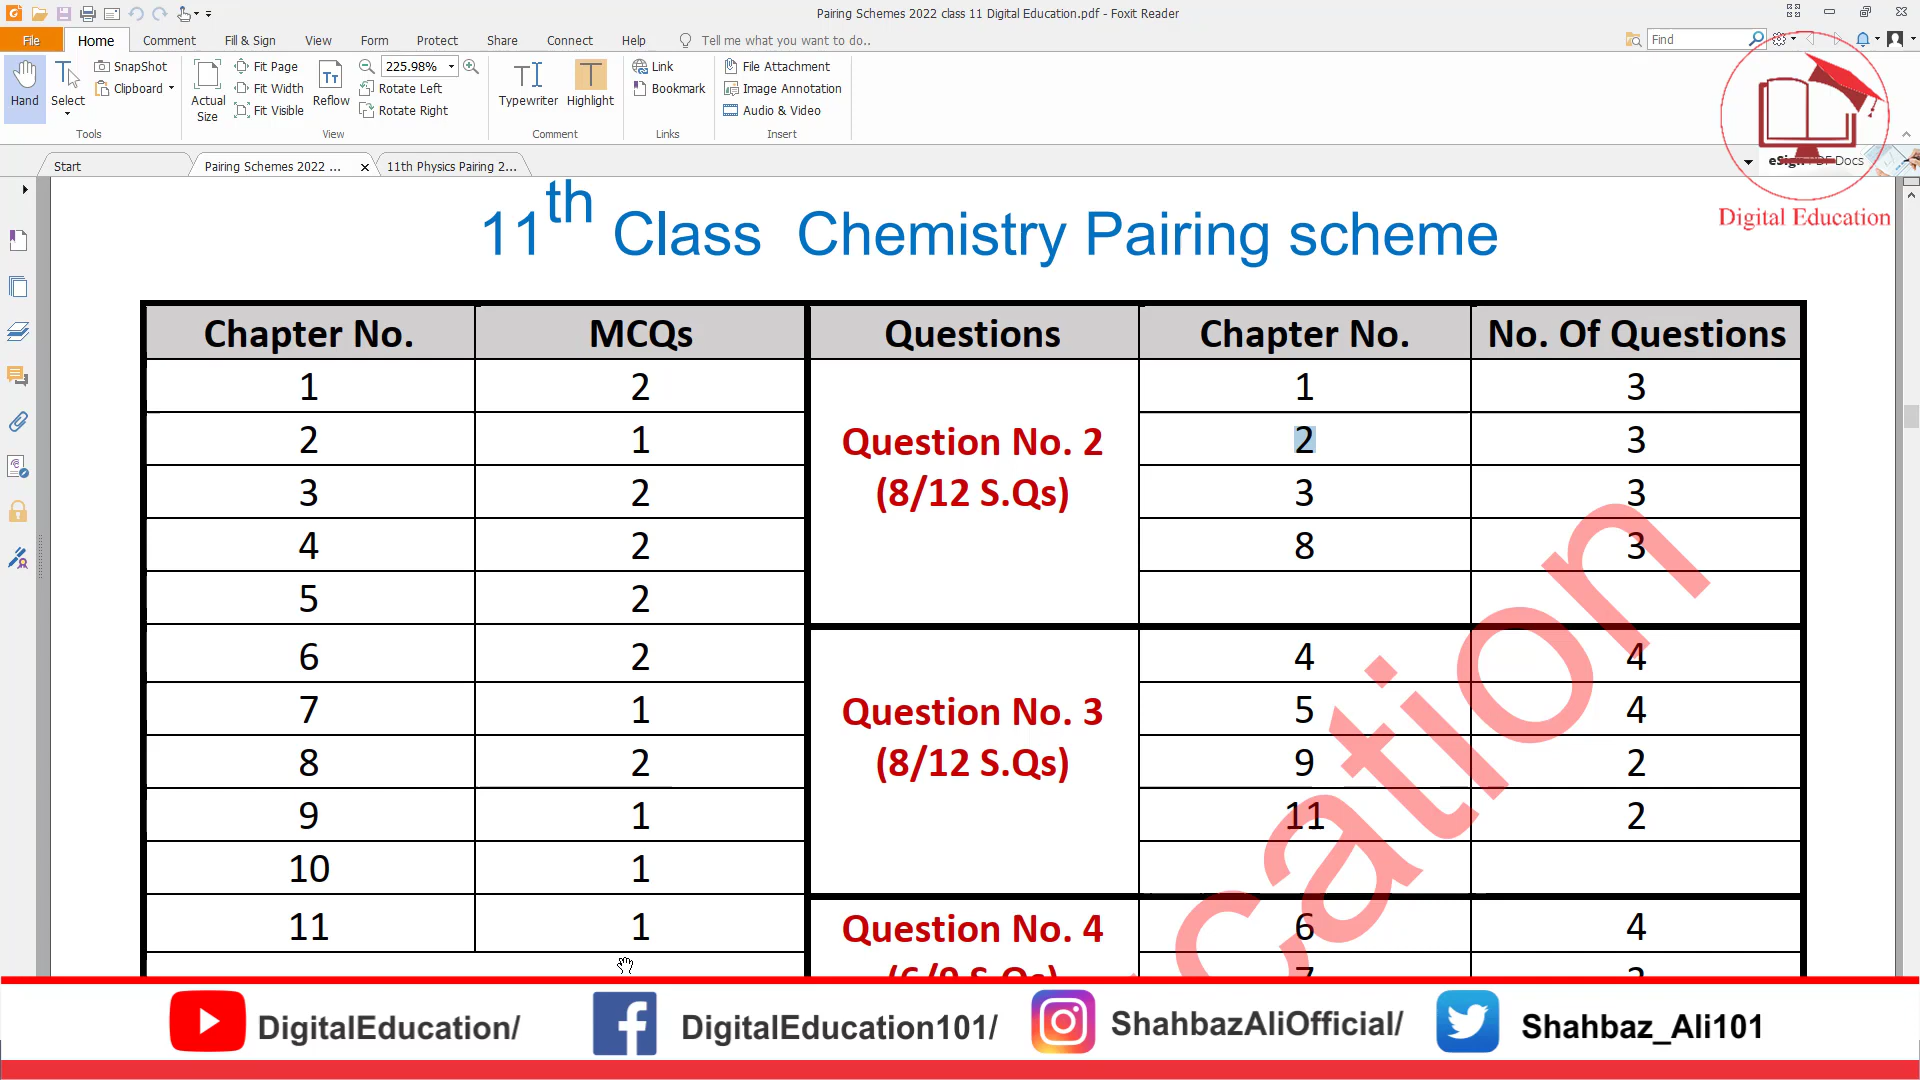 Pairing Schemes 2022 class 11 Digital Education.pdf - Foxit Reader
File Home Comment Fill & Sign View Form Protect Share Connect Help Tell me what you want to do.. Find
Hand
Select
SnapShot
Clipboard
Tools
Actual Size
Fit Page
Fit Width
Fit Visible
Reflow
225.98%
Rotate Left
Rotate Right
View
Typewriter
Highlight
Comment
Link
Bookmark
Links
File Attachment
Image Annotation
Audio & Video
Insert
Start Pairing Schemes 2022 ... 11th Physics Pairing 2...
Digital Education
11th Class Chemistry Pairing scheme
Chapter No. MCQs Questions Chapter No. No. Of Questions
1 2 1 3
2 1 Question No. 2 2 3
3 2 (8/12 S.Qs) 3 3
4 2 8 3
5 2
6 2 4 4
7 1 Question No. 3 5 4
8 2 (8/12 S.Qs) 9 2
9 1 11 2
10 1
11 1 Question No. 4 6 4
cation
DigitalEducation/ DigitalEducation101/ ShahbazAliOfficial/ Shahbaz_Ali101